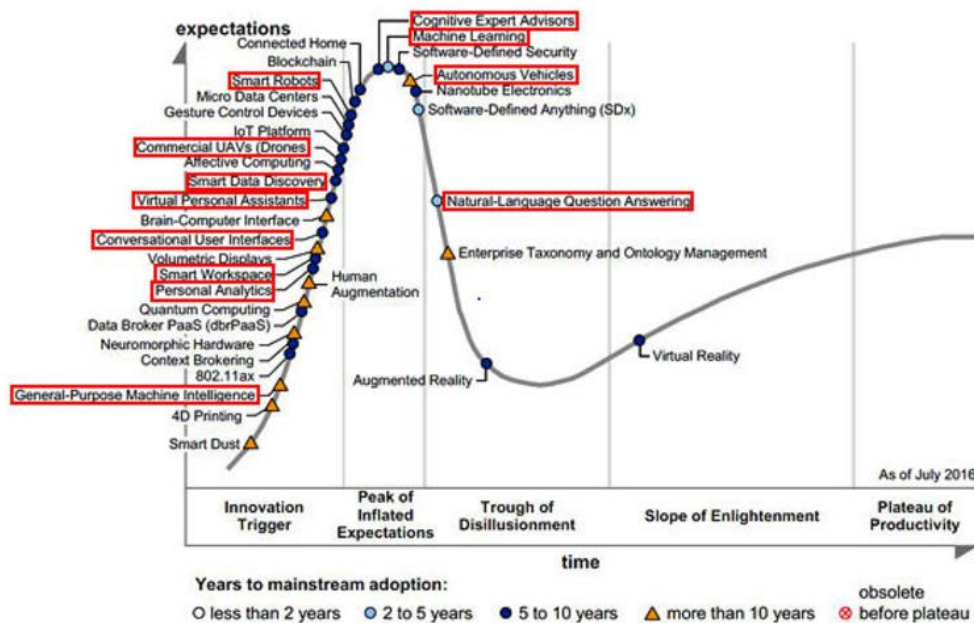 expectations
Cognitive Expert Advisors
Machine Learning
Connected Home
Software-Defined Security
Blockchain
Smart Robots
Autonomous Vehicles
Nanotube Electronics
Micro Data Centers
Gesture Control Devices
Software-Defined Anything (SDx)
IoT Platform
Commercial UAVs (Drones
Affective Computing
Smart Data Discovery
Virtual Personal Assistants
Natural-Language Question Answering
Brain-Computer Interface
Conversational User Interfaces
Volumetric Displays
Enterprise Taxonomy and Ontology Management
Smart Workspace
Personal Analytics
Human
Augmentation
Quantum Computing
Data Broker PaaS (dbrPaaS)
Neuromorphic Hardware
Context Brokering
802.11ax
Virtual Reality
Augmented Reality
General-Purpose Machine Intelligence
4D Printing
Smart Dust
As of July 2016
Innovation
Trigger
Peak of
Inflated
Expectations
Trough of
Disillusionment
Slope of Enlightenment
Plateau of
Productivity
time
Years to mainstream adoption:
less than 2 years
2 to 5 years
5 to 10 years
more than 10 years
obsolete
before plateau